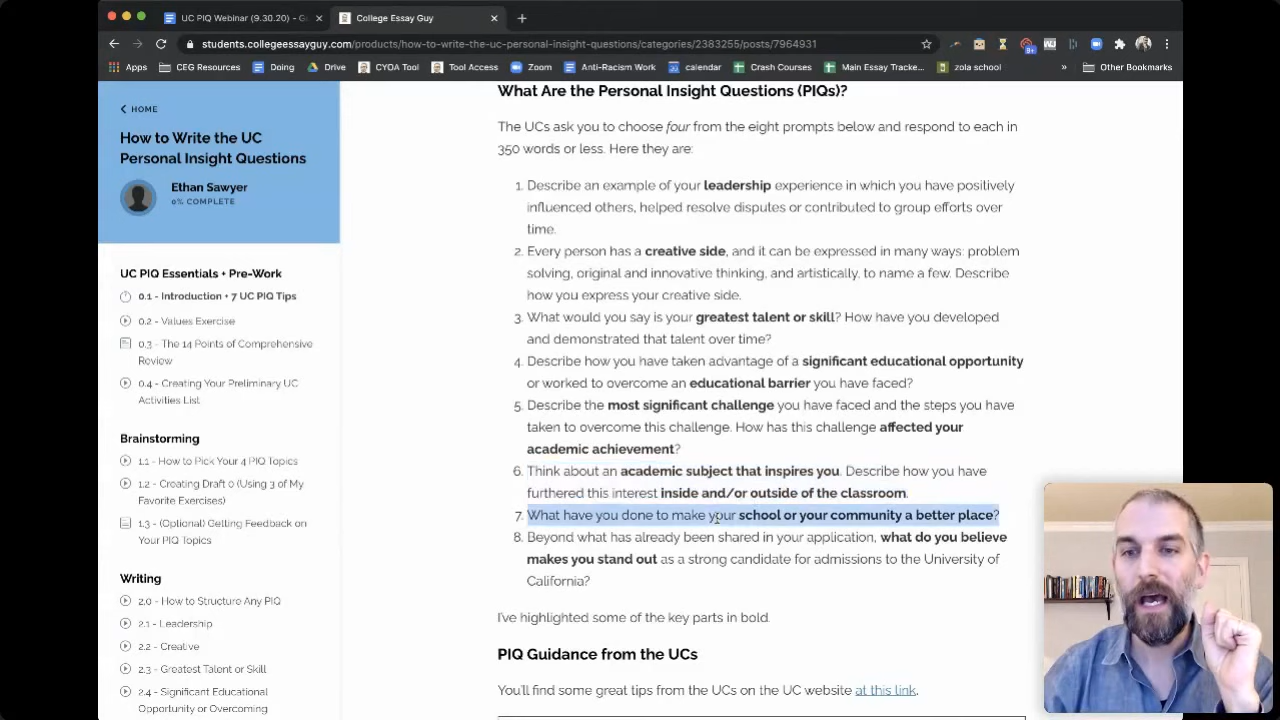 UC PIQ Webinar (9.30.20) - G
College Essay Guy
students.collegeessayguy.com/products/how-to-write-the-uc-personal-insight-questions/categories/2383255/posts/7964931
Apps CEG Resources Doing Drive CYOA Tool Tool Access Zoom Anti-Racism Work calendar Crash Courses Main Essay Tracke... zola school » Other Bookmarks
HOME
How to Write the UC
Personal Insight Questions
Ethan Sawyer
0% COMPLETE
UC PIQ Essentials + Pre-Work
0.1 - Introduction + 7 UC PIQ Tips
0.2 - Values Exercise
0.3 - The 14 Points of Comprehensive
Review
0.4 - Creating Your Preliminary UC
Activities List
Brainstorming
1.1 - How to Pick Your 4 PIQ Topics
1.2 - Creating Draft 0 (Using 3 of My
Favorite Exercises)
1.3 - (Optional) Getting Feedback on
Your PIQ Topics
Writing
2.0 - How to Structure Any PIQ
2.1 - Leadership
2.2 - Creative
2.3 - Greatest Talent or Skill
2.4 - Significant Educational
Opportunity or Overcoming
What Are the Personal Insight Questions (PIQs)?
The UCs ask you to choose four from the eight prompts below and respond to each in
350 words or less. Here they are:
1. Describe an example of your leadership experience in which you have positively
influenced others, helped resolve disputes or contributed to group efforts over
time.
2. Every person has a creative side, and it can be expressed in many ways: problem
solving, original and innovative thinking, and artistically, to name a few. Describe
how you express your creative side.
3. What would you say is your greatest talent or skill? How have you developed
and demonstrated that talent over time?
4. Describe how you have taken advantage of a significant educational opportunity
or worked to overcome an educational barrier you have faced?
5. Describe the most significant challenge you have faced and the steps you have
taken to overcome this challenge. How has this challenge affected your
academic achievement?
6. Think about an academic subject that inspires you. Describe how you have
furthered this interest inside and/or outside of the classroom.
7. What have you done to make your school or your community a better place?
8. Beyond what has already been shared in your application, what do you believe
makes you stand out as a strong candidate for admissions to the University of
California?
I've highlighted some of the key parts in bold.
PIQ Guidance from the UCs
You'll find some great tips from the UCs on the UC website at this link.